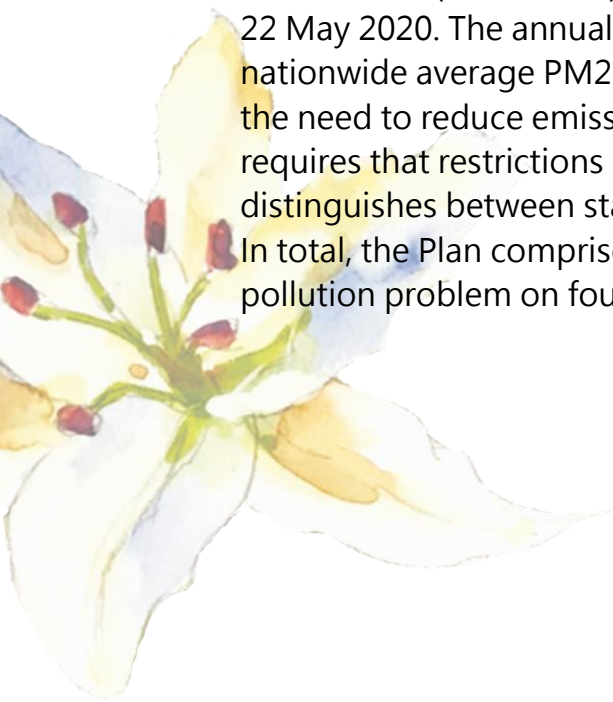 22 May 2020. The annual
nationwide average PM2
the need to reduce emiss
requires that restrictions
distinguishes between sta
In total, the Plan comprise
pollution problem on fou